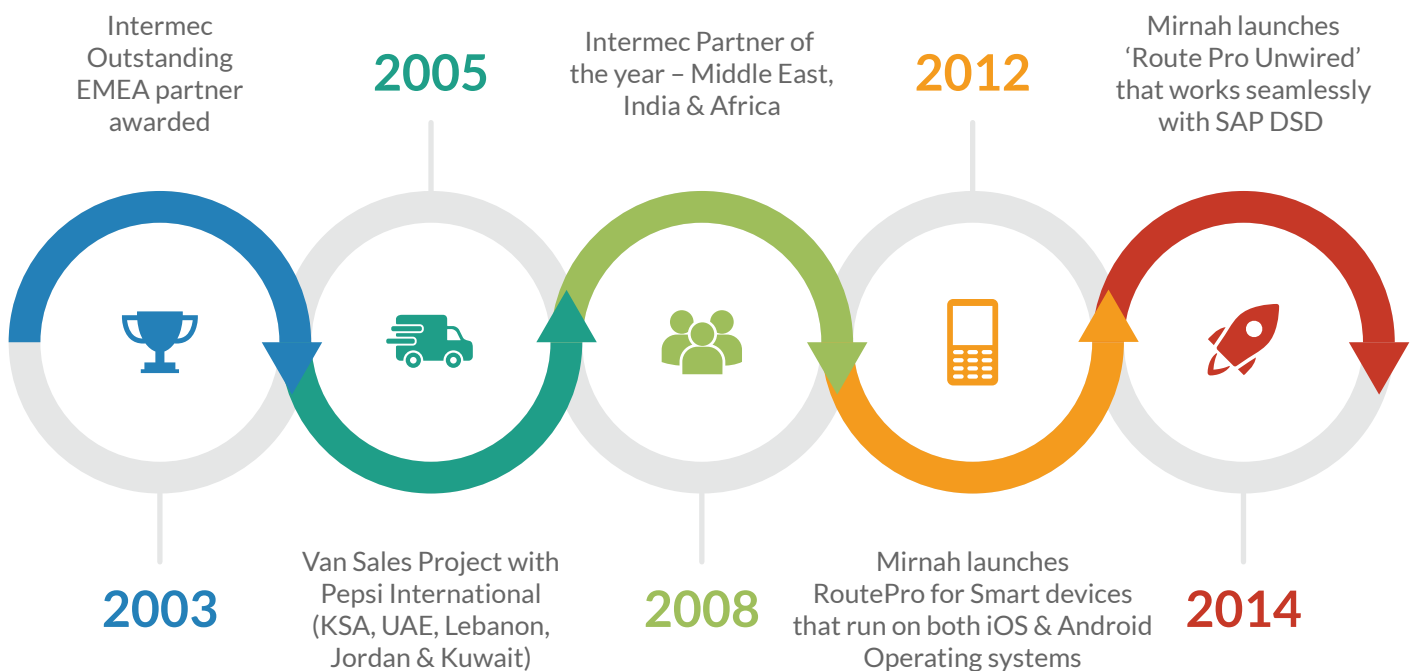 Intermec
Outstanding
EMEA partner
awarded
2003
2005
Van Sales Project with
Pepsi International
(KSA, UAE, Lebanon,
Jordan & Kuwait)
Intermec Partner of
the year – Middle East,
India & Africa
2008
2012
Mirnah launches
RoutePro for Smart devices
that run on both iOS & Android
Operating systems
Mirnah launches
‘Route Pro Unwired’
that works seamlessly
with SAP DSD
2014